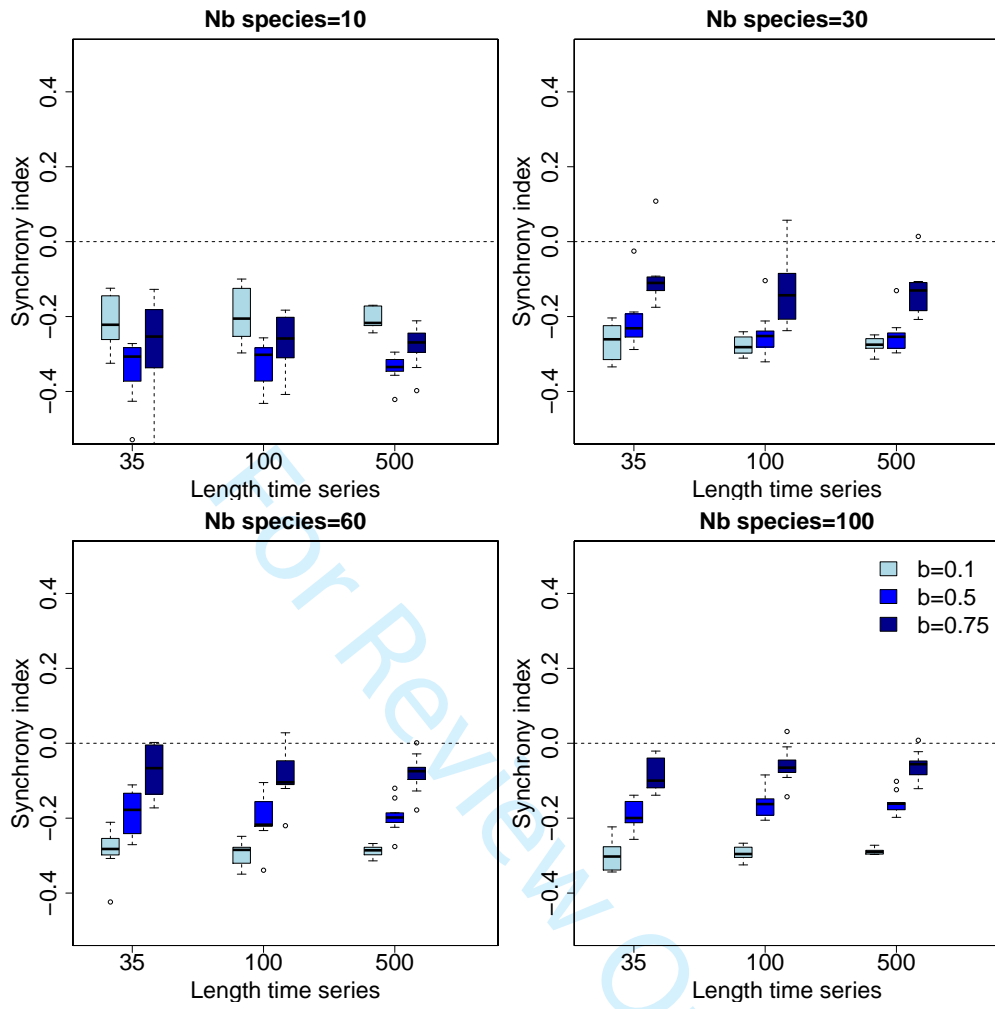 Nb species=10
Synchrony index
0.4
0.2
0.0
−0.2
−0.4
35 100 500
Length time series
Nb species=30
Synchrony index
0.4
0.2
0.0
−0.2
−0.4
35 100 500
Length time series
Nb species=60
Synchrony index
0.4
0.2
0.0
−0.2
−0.4
35 100 500
Length time series
Nb species=100
b=0.1
b=0.5
b=0.75
Synchrony index
0.4
0.2
0.0
−0.2
−0.4
35 100 500
Length time series
For Review O